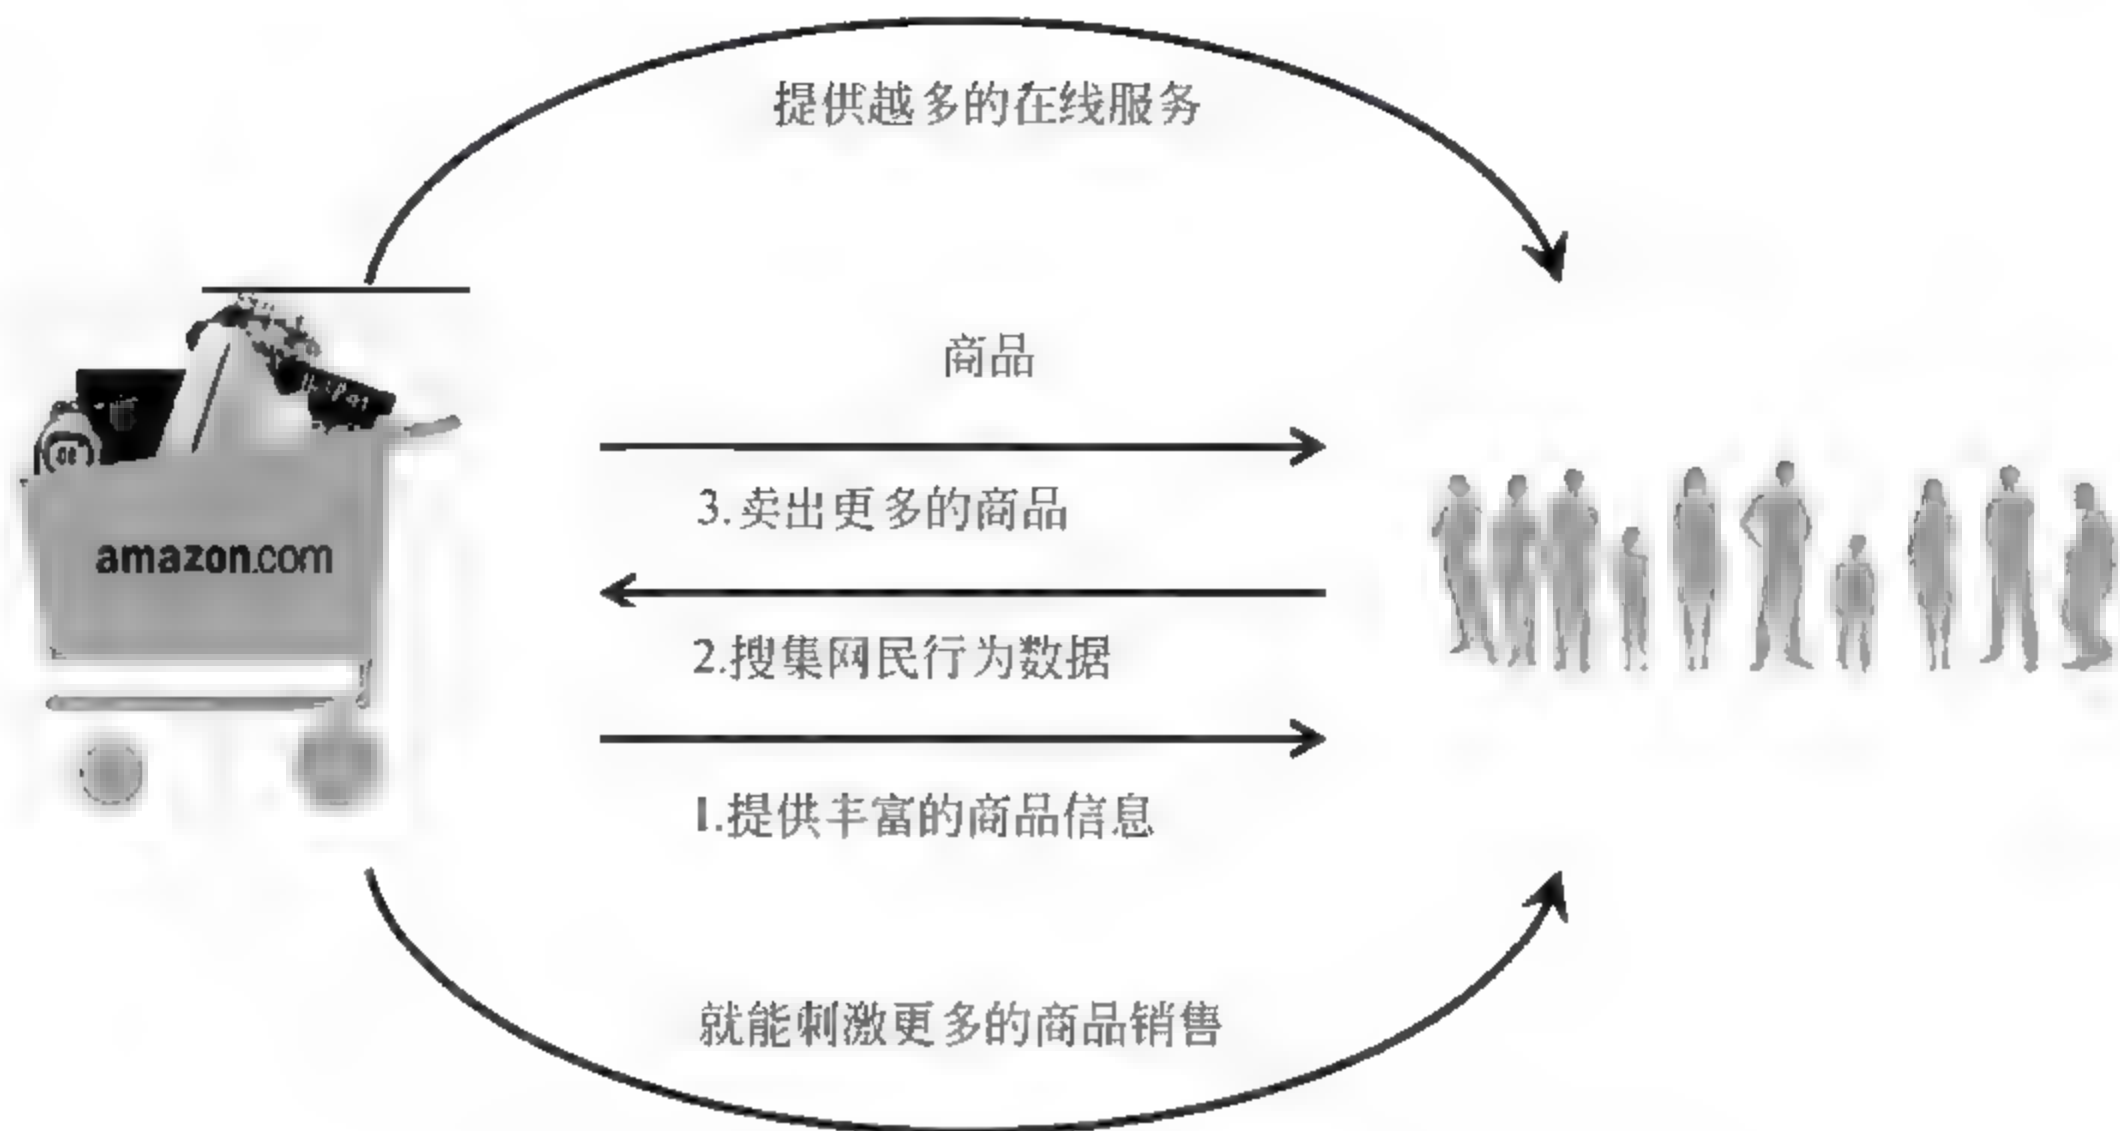 提供越多的在线服务
商品
3.卖出更多的商品
amazon.com
2.搜集网民行为数据
1.提供丰富的商品信息
就能刺激更多的商品销售